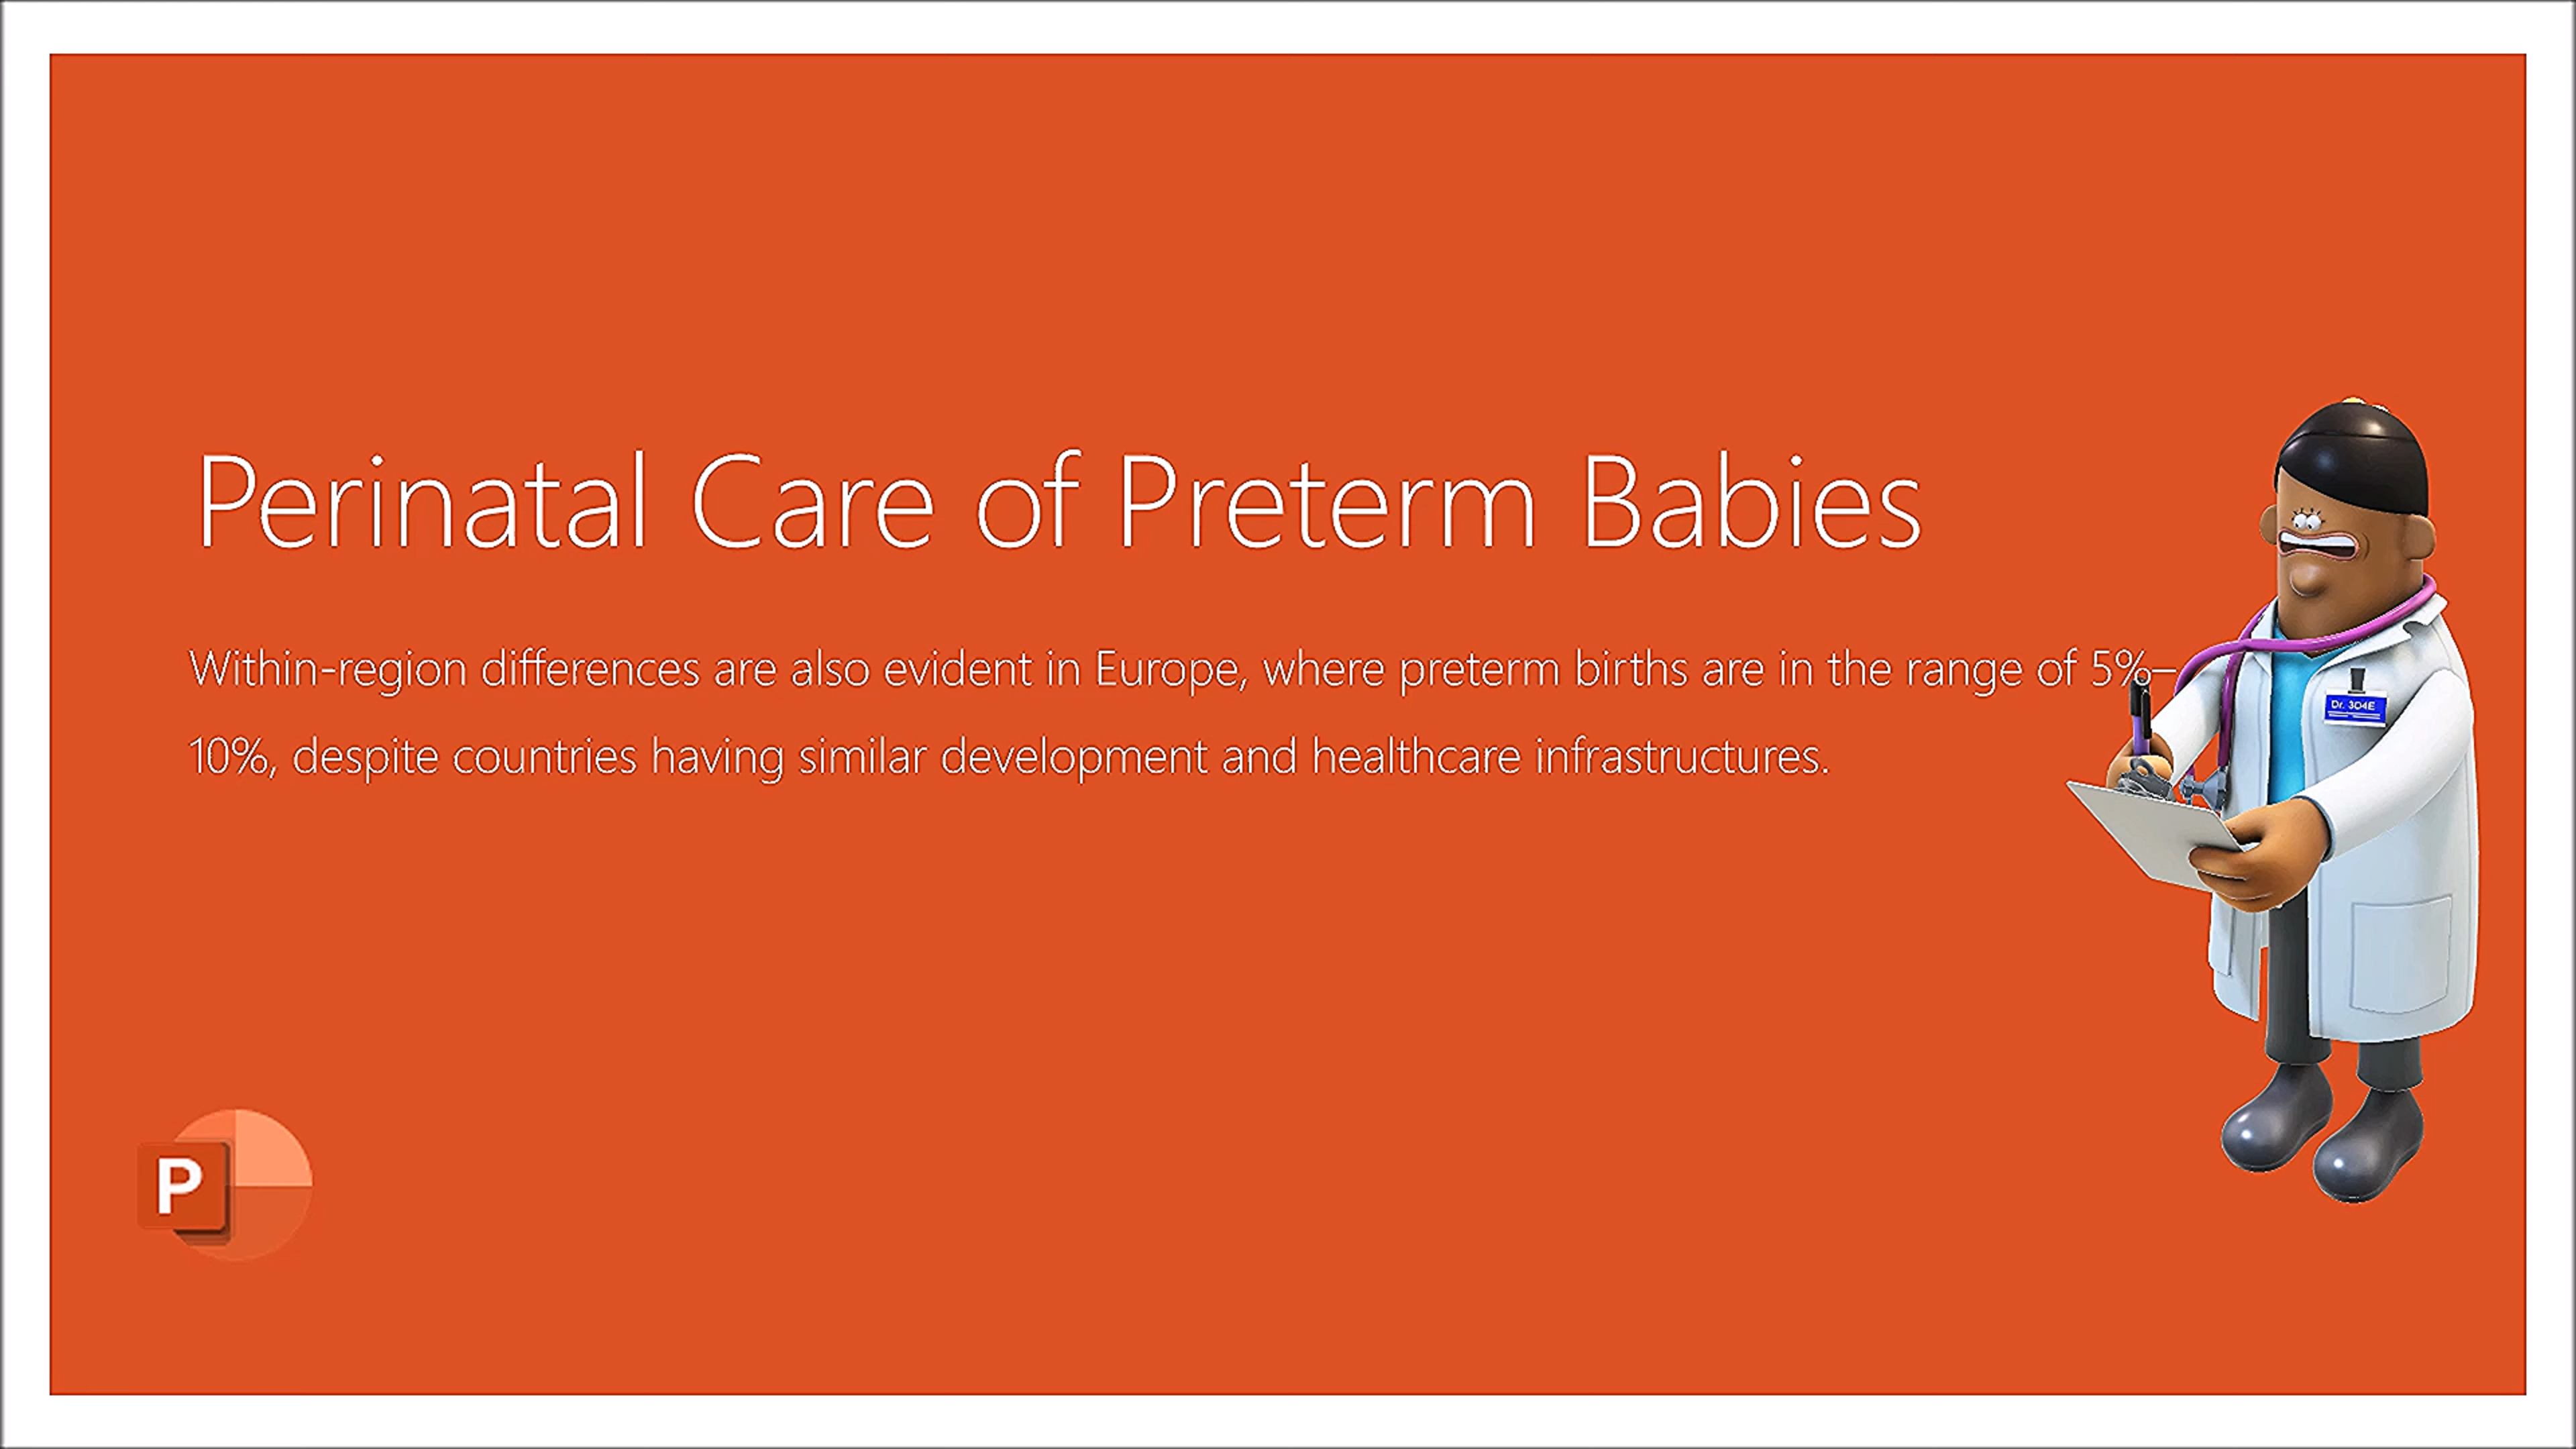 Perinatal Care of Preterm Babies
Within-region differences are also evident in Europe, where preterm births are in the range of 5%–
10%, despite countries having similar development and healthcare infrastructures.
Dr. 3D4E
P